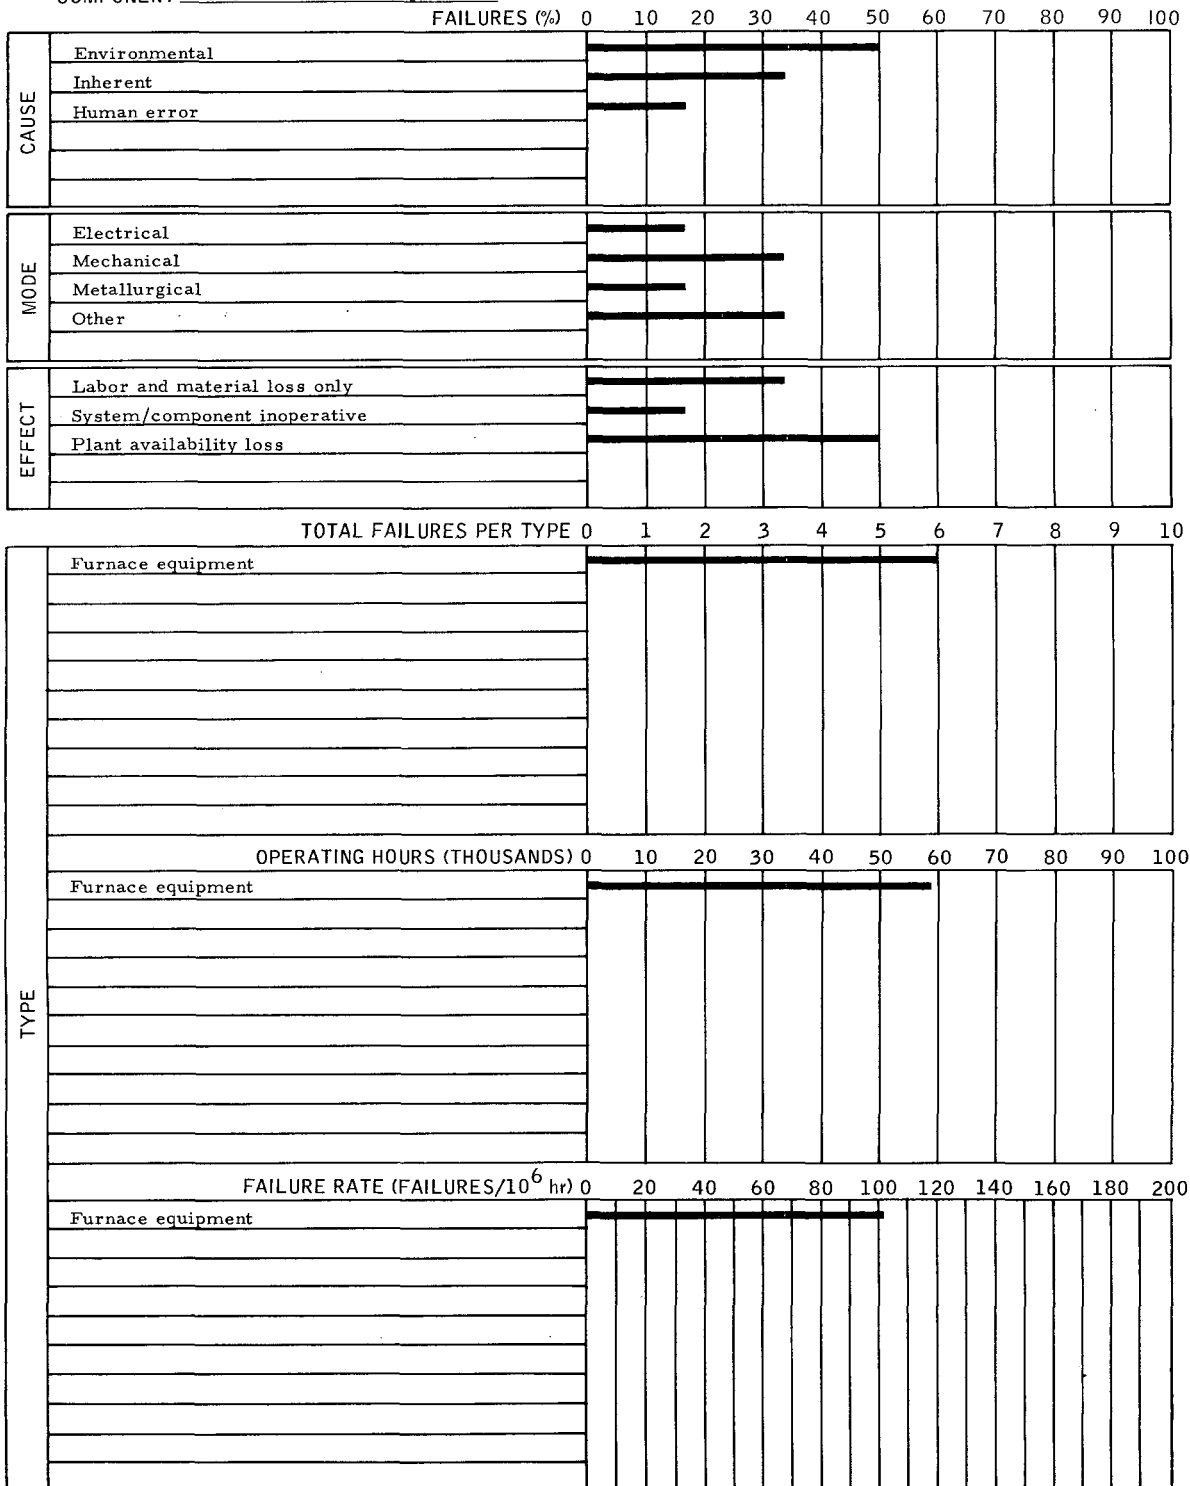 COMPONENT
FAILURES (%) 0 10 20 30 40 50 60 70 80 90 100
CAUSE
Environmental
Inherent
Human error
MODE
Electrical
Mechanical
Metallurgical
Other
EFFECT
Labor and material loss only
System/component inoperative
Plant availability loss
TOTAL FAILURES PER TYPE 0 1 2 3 4 5 6 7 8 9 10
TYPE
Furnace equipment
OPERATING HOURS (THOUSANDS) 0 10 20 30 40 50 60 70 80 90 100
Furnace equipment
FAILURE RATE (FAILURES/10⁶ hr) 0 20 40 60 80 100 120 140 160 180 200
Furnace equipment